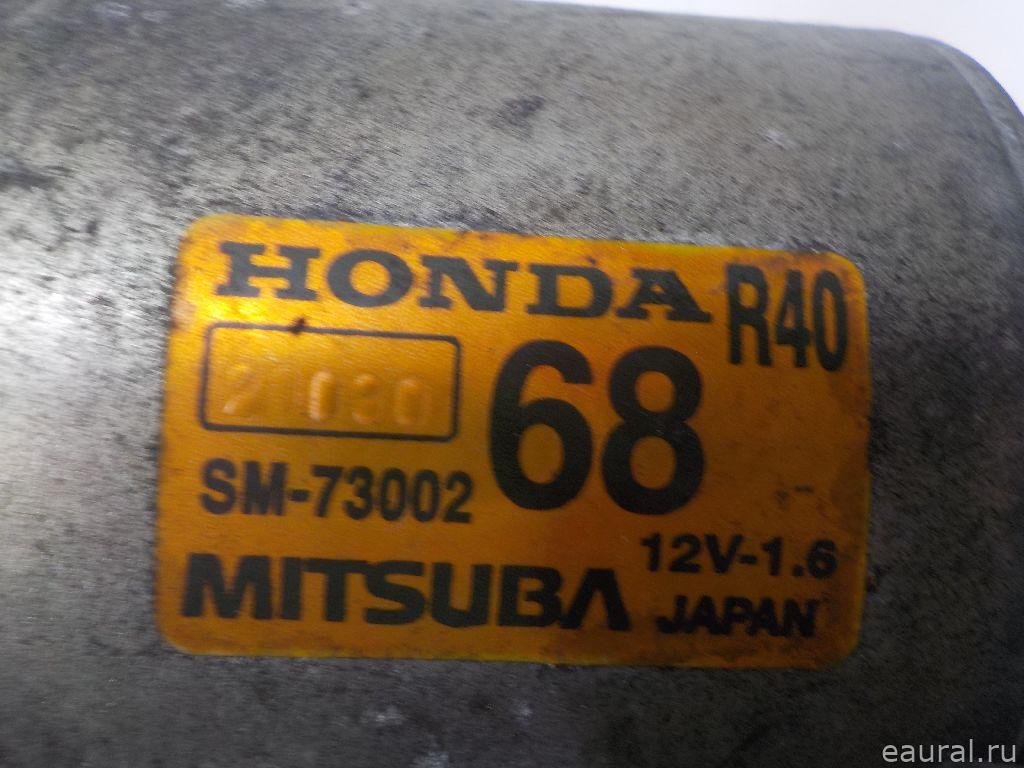 HONDA R40
21030
68
SM-73002
12V-1.6
MITSUBA
JAPAN
eaural.ru